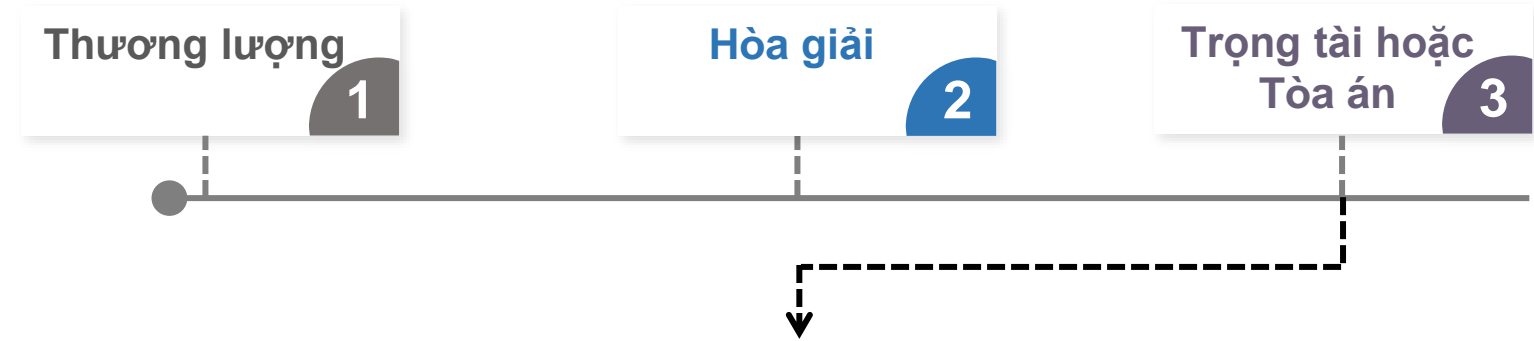 Thương lượng
1
Hòa giải
2
Trọng tài hoặc
Tòa án
3